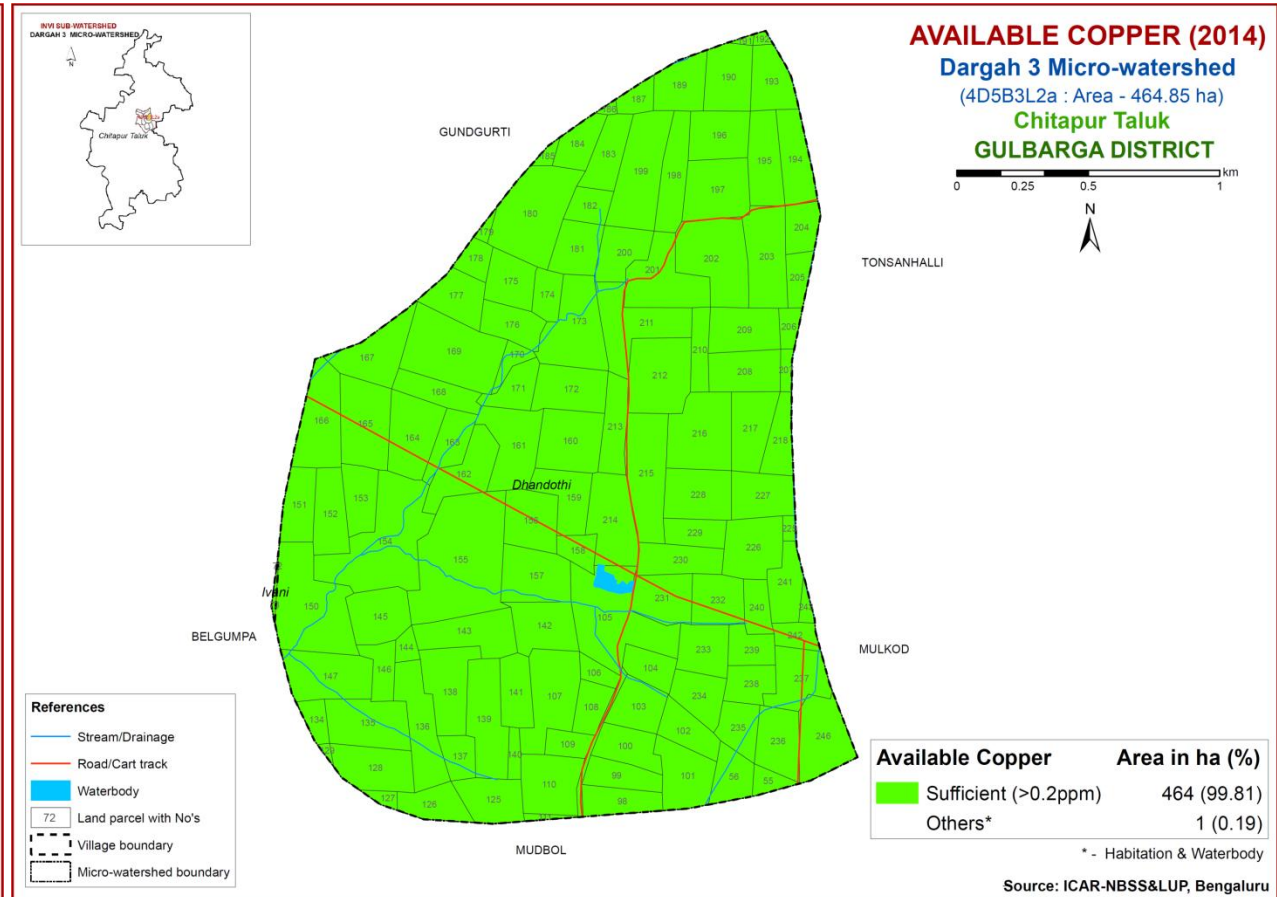 INVI SUB-WATERSHED
DARGAH 3 MICRO-WATERSHED
N
Chitapur Taluk
AVAILABLE COPPER (2014)
Dargah 3 Micro-watershed
(4D5B3L2a : Area - 464.85 ha)
Chitapur Taluk
GULBARGA DISTRICT
km
0 0.25 0.5 1
N
GUNDGURTI
TONSANHALLI
BELGUMPA
MULKOD
MUDBOL
Dhandothi
Ivani
192
187 189 190 193
184 183 199 198 196 195 194
185
197
180 182
179 181 200 201 202 203 204
178 205
177 175 174 173
176 211 209 206
167 169 170 210
171 172 212 208
168
166 165 164 163 161 160 213 216 217 218
162 215
151 152 153 159 228 227
214
154 158 229 226
155 157 230
241
150 231 232 240
145 105
143 142 242
144 233 239
147 146 106 104 237
138 141 107 238
134 135 136 139 108 103 234
102 235 236 246
109 100
128 137 140 101 56 55
110 99
127 126 125 98
References
Stream/Drainage
Road/Cart track
Waterbody
72 Land parcel with No's
Village boundary
Micro-watershed boundary
Available Copper Area in ha (%)
Sufficient (>0.2ppm) 464 (99.81)
Others* 1 (0.19)
* - Habitation & Waterbody
Source: ICAR-NBSS&LUP, Bengaluru